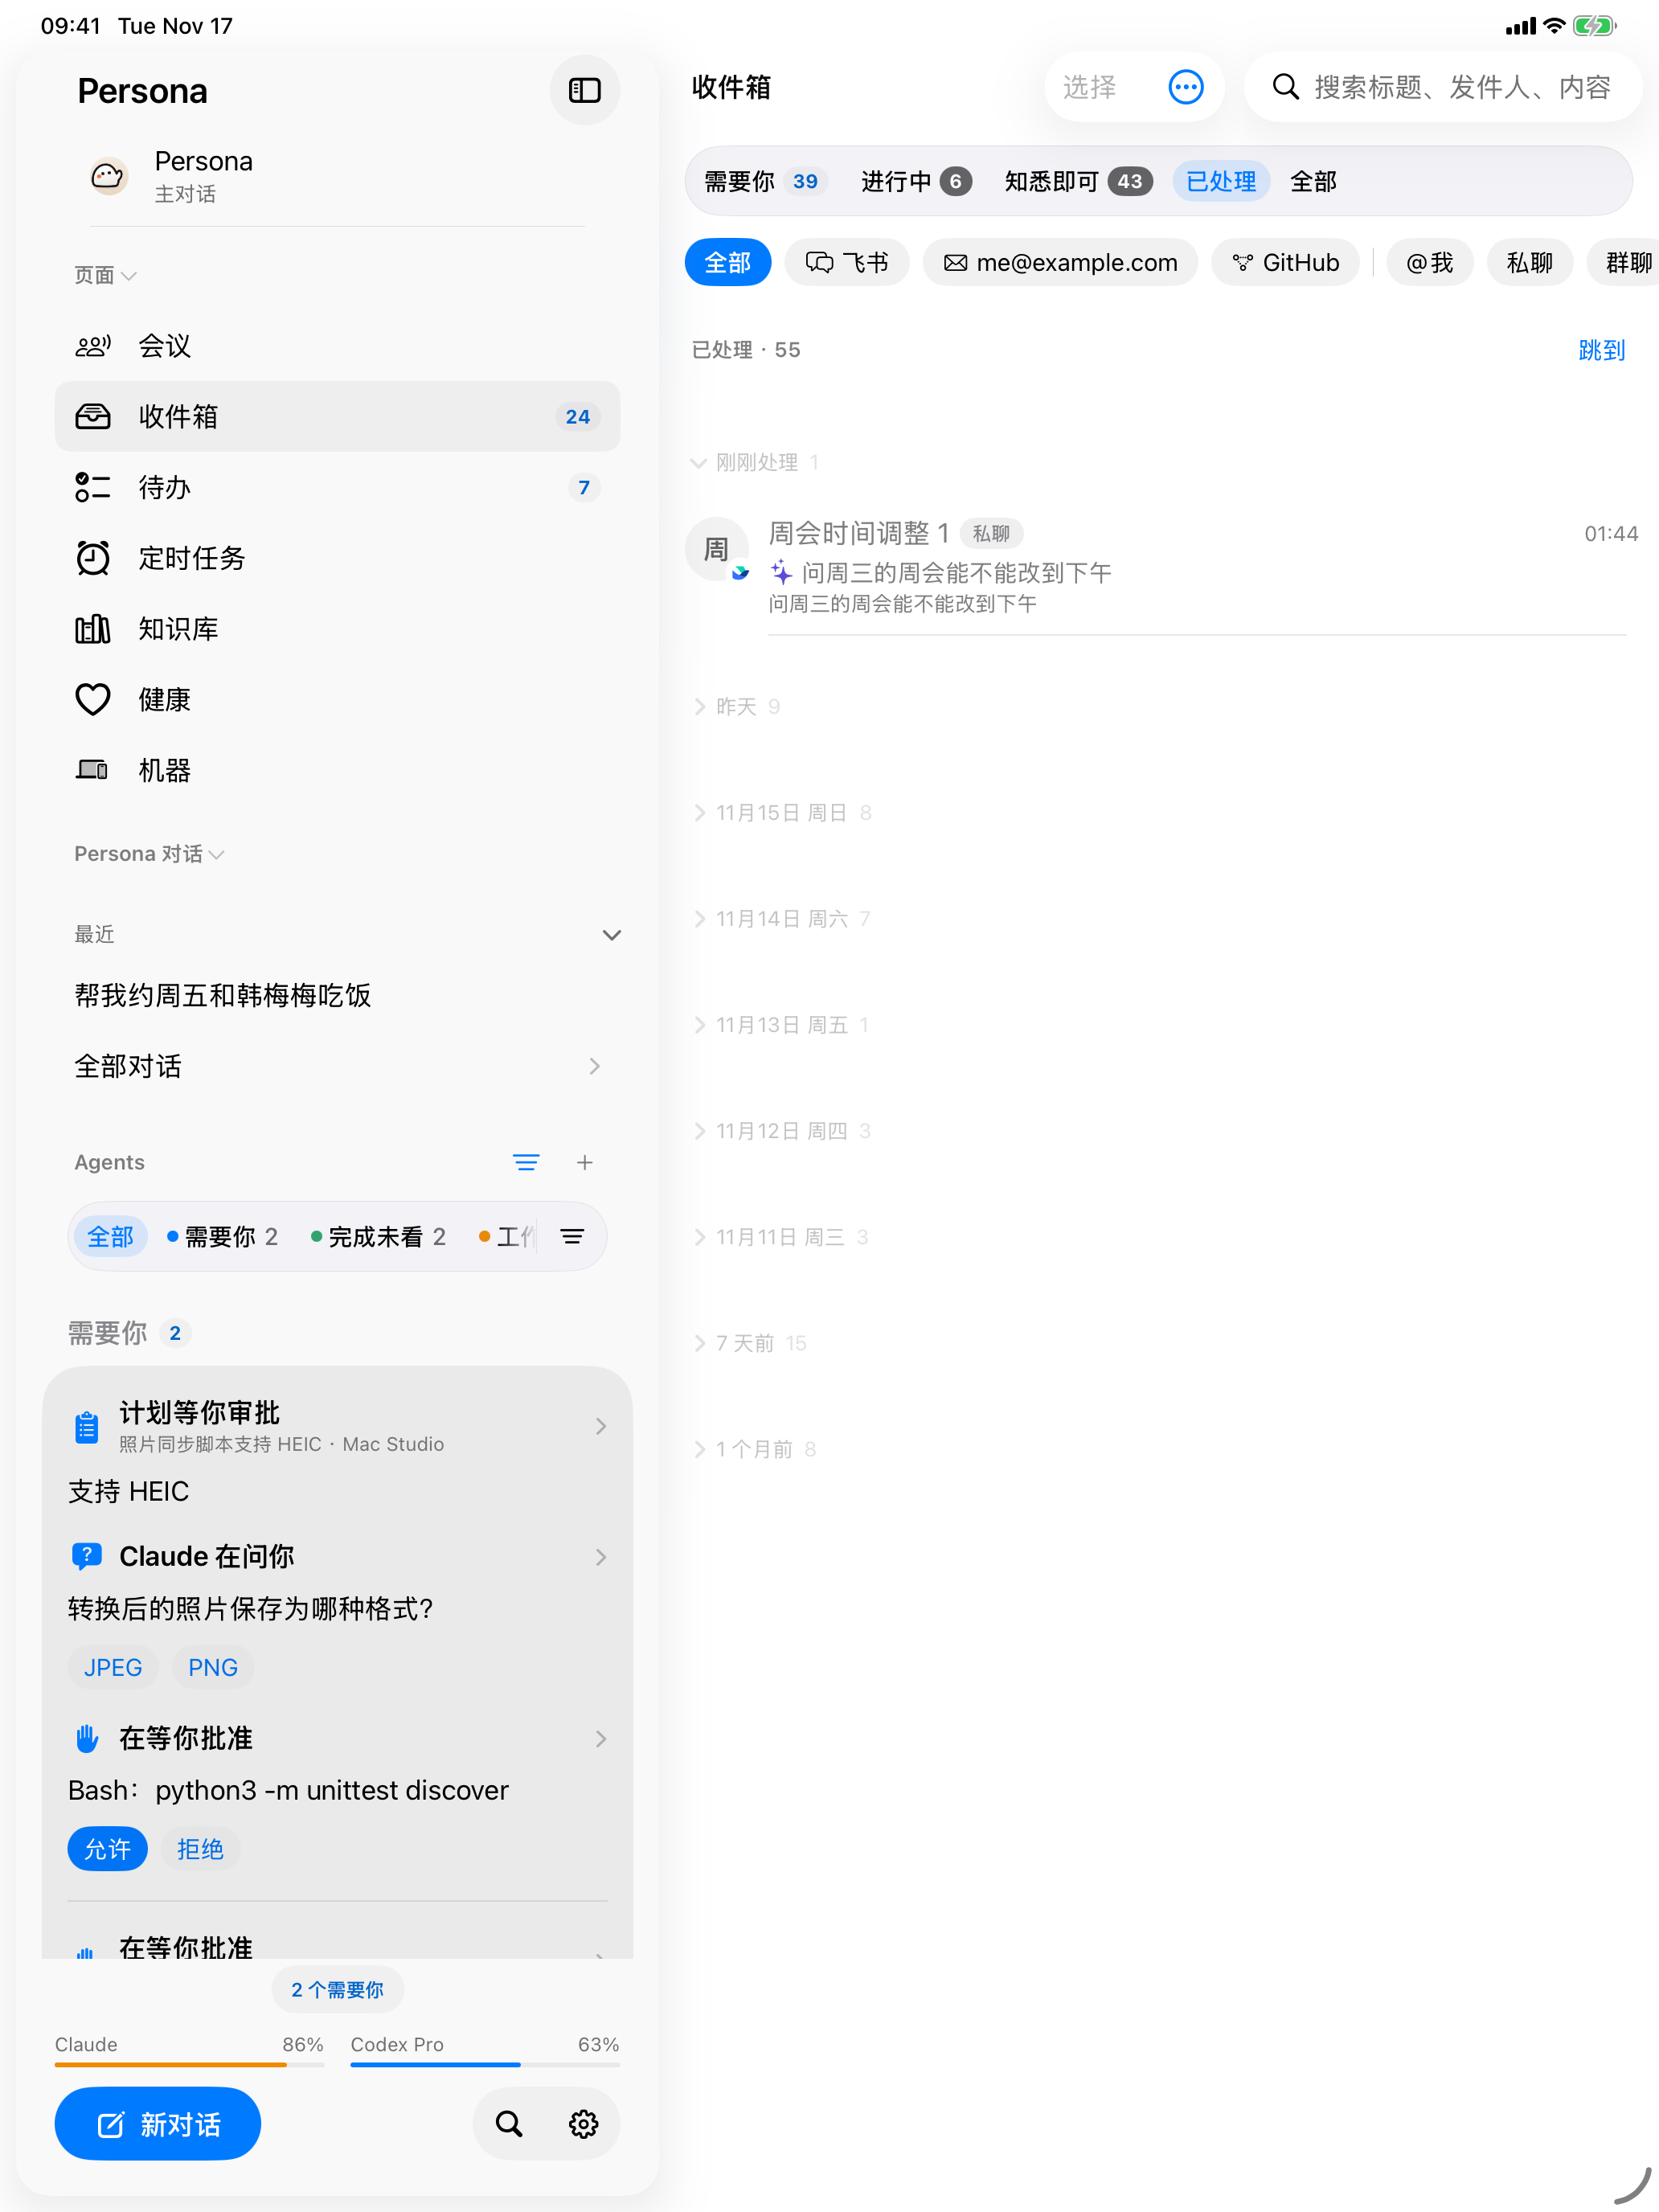 09:41 Tue Nov 17
Persona
Persona
主对话
页面
会议
收件箱 24
待办 7
定时任务
知识库
健康
机器
Persona 对话
最近
帮我约周五和韩梅梅吃饭
全部对话
Agents
全部 需要你 2 完成未看 2 工作
需要你 2
计划等你审批
照片同步脚本支持 HEIC · Mac Studio
支持 HEIC
Claude 在问你
转换后的照片保存为哪种格式?
JPEG PNG
在等你批准
Bash: python3 -m unittest discover
允许 拒绝
在等你批准
2 个需要你
Claude 86% Codex Pro 63%
新对话
收件箱 选择 搜索标题、发件人、内容
需要你 39 进行中 6 知悉即可 43 已处理 全部
全部 飞书 me@example.com GitHub @我 私聊 群聊
已处理 · 55 跳到
刚刚处理 1
周 周会时间调整 1 私聊 01:44
问周三的周会能不能改到下午
问周三的周会能不能改到下午
昨天 9
11月15日 周日 8
11月14日 周六 7
11月13日 周五 1
11月12日 周四 3
11月11日 周三 3
7 天前 15
1 个月前 8